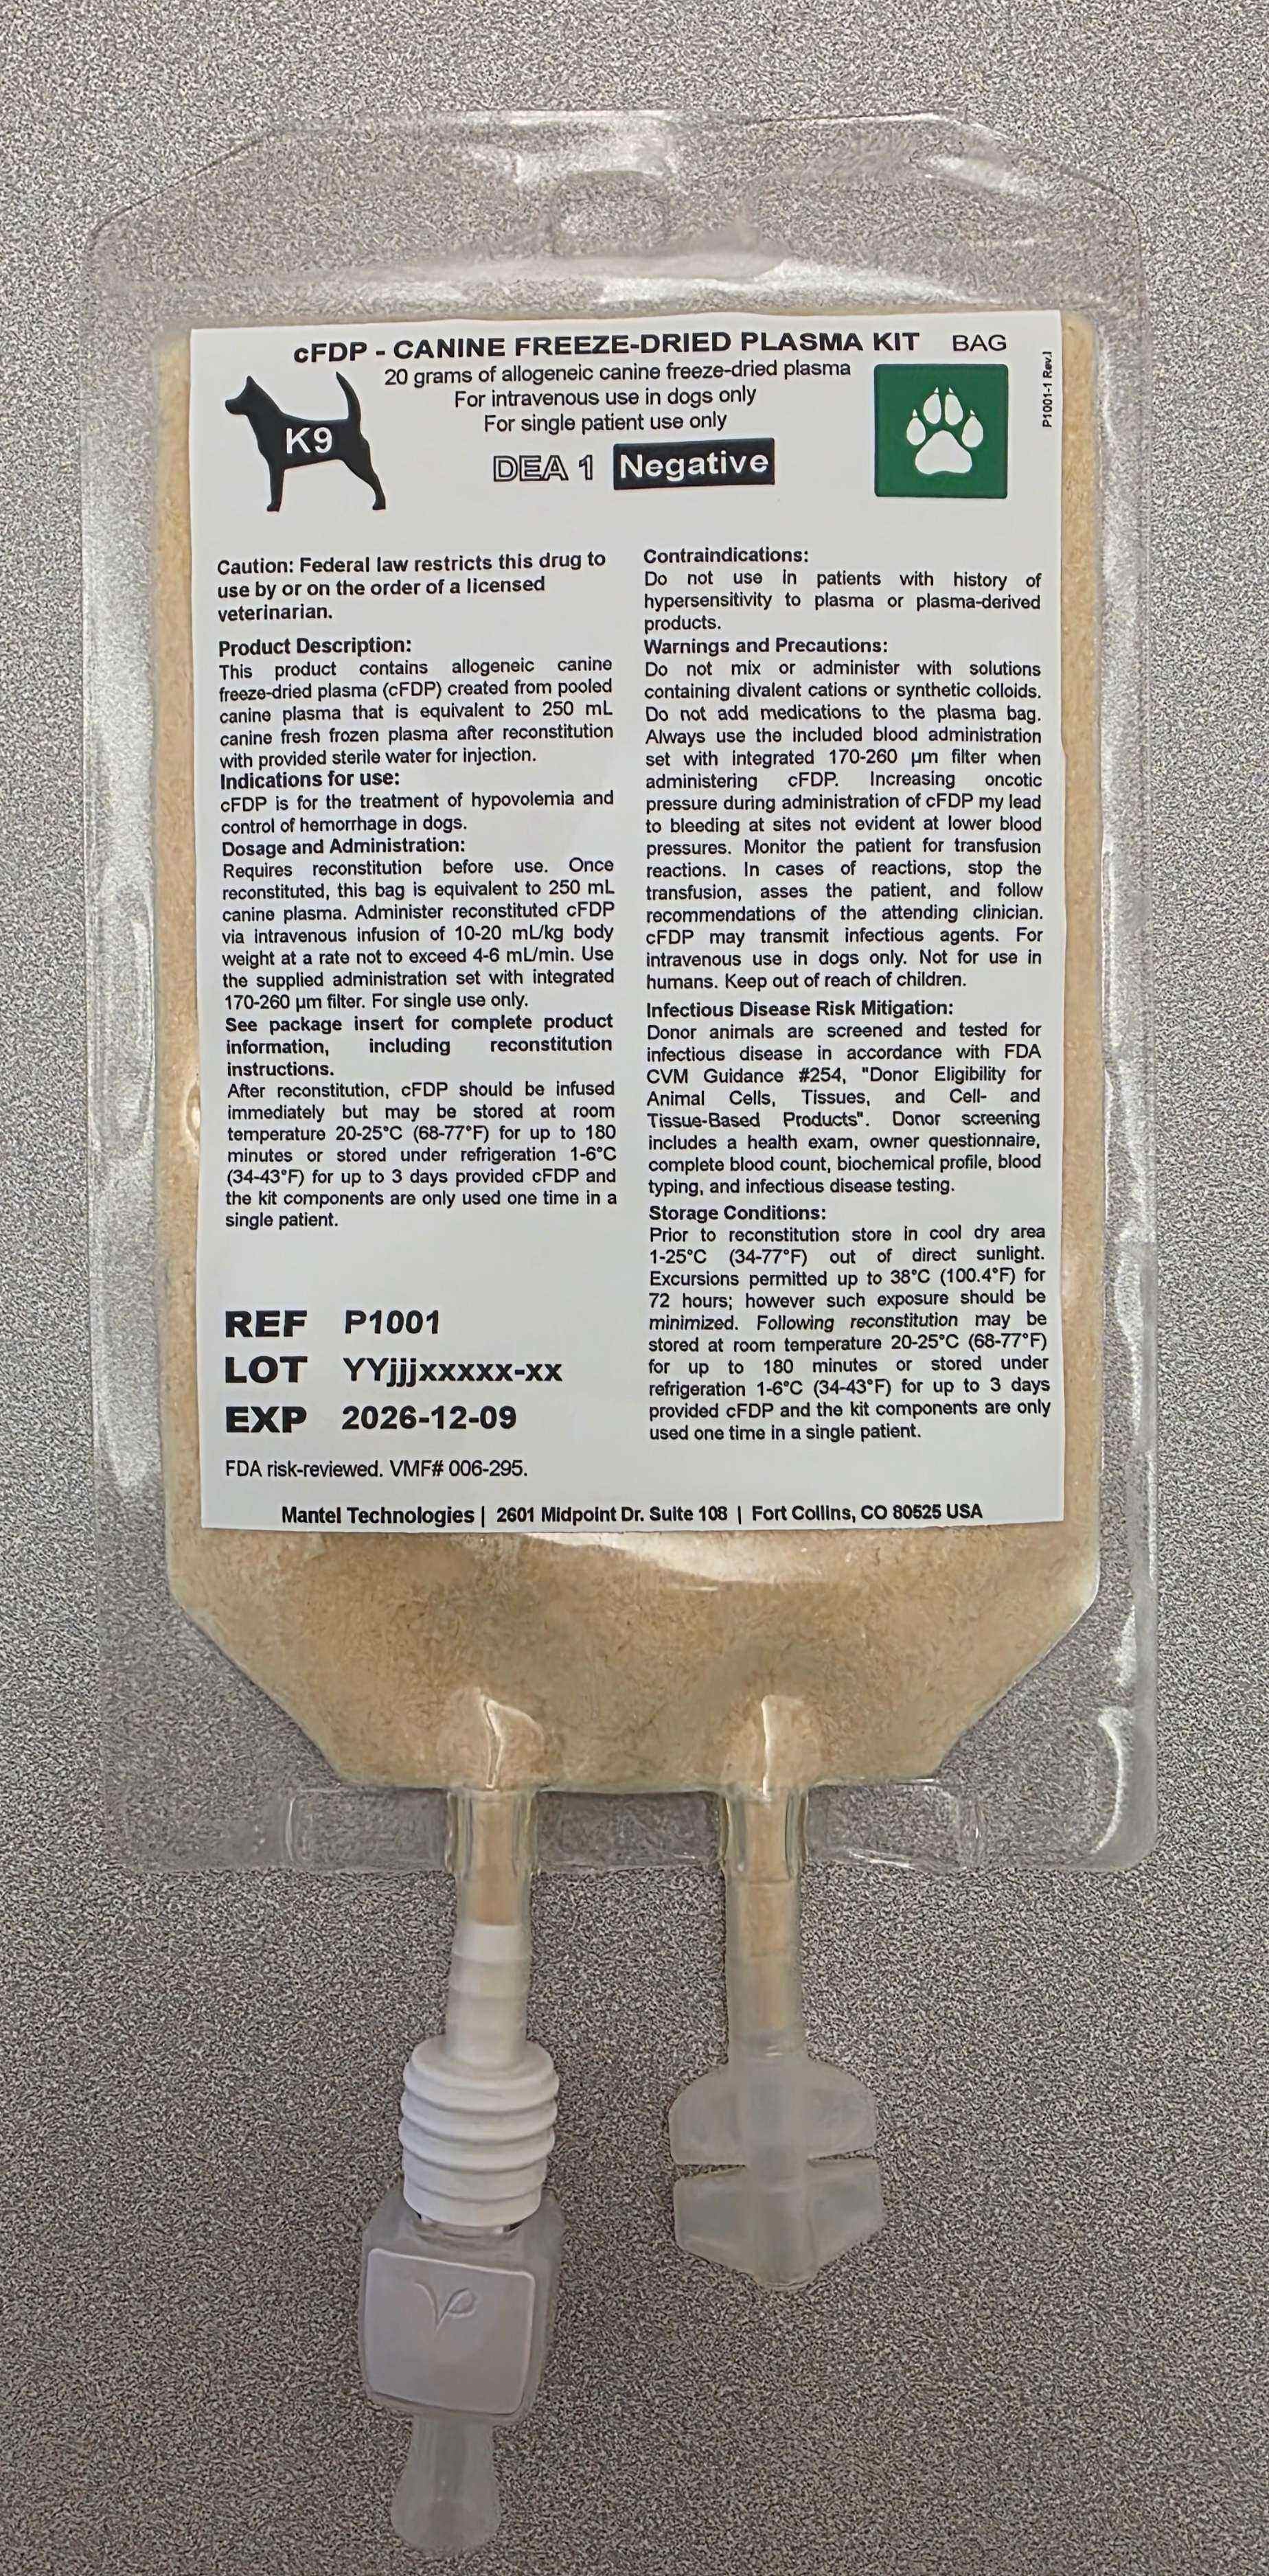 cFDP - CANINE FREEZE-DRIED PLASMA KIT BAG
20 grams of allogeneic canine freeze-dried plasma
For intravenous use in dogs only
For single patient use only
DEA 1 Negative
K9
P1001-1 Rev.I
Caution: Federal law restricts this drug to
use by or on the order of a licensed
veterinarian.
Product Description:
This product contains allogeneic canine
freeze-dried plasma (cFDP) created from pooled
canine plasma that is equivalent to 250 mL
canine fresh frozen plasma after reconstitution
with provided sterile water for injection.
Indications for use:
cFDP is for the treatment of hypovolemia and
control of hemorrhage in dogs.
Dosage and Administration:
Requires reconstitution before use. Once
reconstituted, this bag is equivalent to 250 mL
canine plasma. Administer reconstituted cFDP
via intravenous infusion of 10-20 mL/kg body
weight at a rate not to exceed 4-6 mL/min. Use
the supplied administration set with integrated
170-260 µm filter. For single use only.
See package insert for complete product
information, including reconstitution
instructions.
After reconstitution, cFDP should be infused
immediately but may be stored at room
temperature 20-25°C (68-77°F) for up to 180
minutes or stored under refrigeration 1-6°C
(34-43°F) for up to 3 days provided cFDP and
the kit components are only used one time in a
single patient.
REF P1001
LOT YYjjjxxxxx-xx
EXP 2026-12-09
FDA risk-reviewed. VMF# 006-295.
Contraindications:
Do not use in patients with history of
hypersensitivity to plasma or plasma-derived
products.
Warnings and Precautions:
Do not mix or administer with solutions
containing divalent cations or synthetic colloids.
Do not add medications to the plasma bag.
Always use the included blood administration
set with integrated 170-260 µm filter when
administering cFDP. Increasing oncotic
pressure during administration of cFDP my lead
to bleeding at sites not evident at lower blood
pressures. Monitor the patient for transfusion
reactions. In cases of reactions, stop the
transfusion, asses the patient, and follow
recommendations of the attending clinician.
cFDP may transmit infectious agents. For
intravenous use in dogs only. Not for use in
humans. Keep out of reach of children.
Infectious Disease Risk Mitigation:
Donor animals are screened and tested for
infectious disease in accordance with FDA
CVM Guidance #254, "Donor Eligibility for
Animal Cells, Tissues, and Cell- and
Tissue-Based Products". Donor screening
includes a health exam, owner questionnaire,
complete blood count, biochemical profile, blood
typing, and infectious disease testing.
Storage Conditions:
Prior to reconstitution store in cool dry area
1-25°C (34-77°F) out of direct sunlight.
Excursions permitted up to 38°C (100.4°F) for
72 hours; however such exposure should be
minimized. Following reconstitution may be
stored at room temperature 20-25°C (68-77°F)
for up to 180 minutes or stored under
refrigeration 1-6°C (34-43°F) for up to 3 days
provided cFDP and the kit components are only
used one time in a single patient.
Mantel Technologies | 2601 Midpoint Dr. Suite 108 | Fort Collins, CO 80525 USA